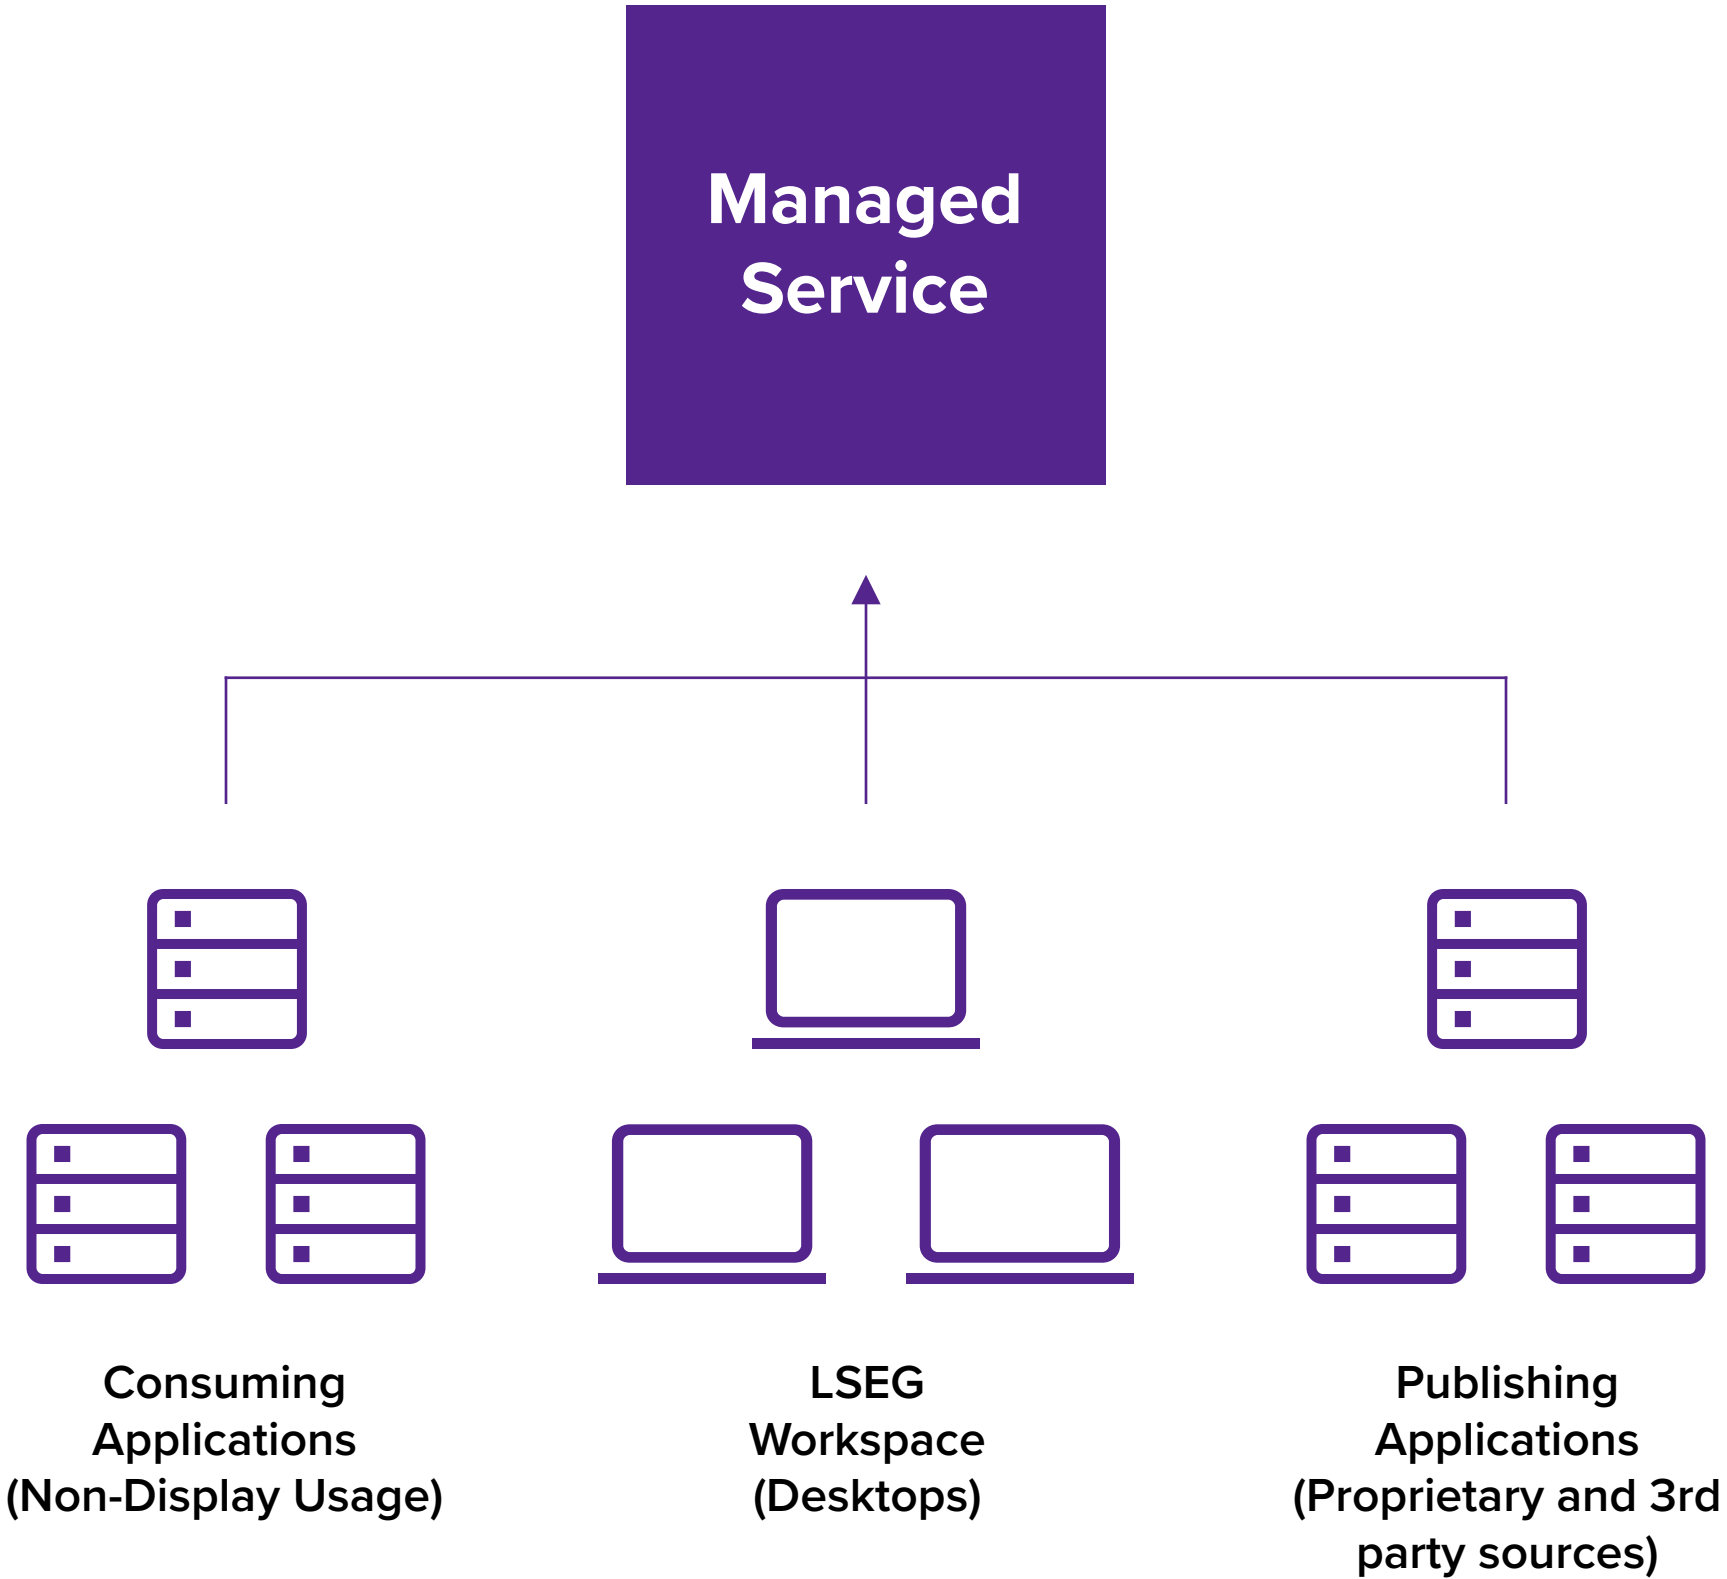 Managed
Service
Consuming
Applications
(Non-Display Usage)
LSEG
Workspace
(Desktops)
Publishing
Applications
(Proprietary and 3rd
party sources)